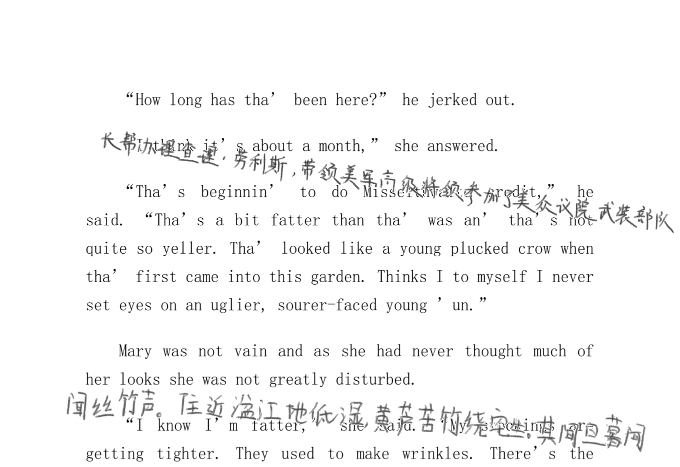 “How long has tha’ been here?” he jerked out.
长帮办理查德·劳利斯,带领美军高级将领参加了美众议院武装部队
“I think it’s about a month,” she answered.
“Tha’s beginnin’ to do Misselthwaite credit,” he
said. “Tha’s a bit fatter than tha’ was an’ tha’s not
quite so yeller. Tha’ looked like a young plucked crow when
tha’ first came into this garden. Thinks I to myself I never
set eyes on an uglier, sourer-faced young ’un.”
Mary was not vain and as she had never thought much of
her looks she was not greatly disturbed.
闻丝竹声。住近湓江地低湿,黄芦苦竹绕宅生。其间旦暮闻
“I know I’m fatter,” she said. “My stockings are
getting tighter. They used to make wrinkles. There’s the